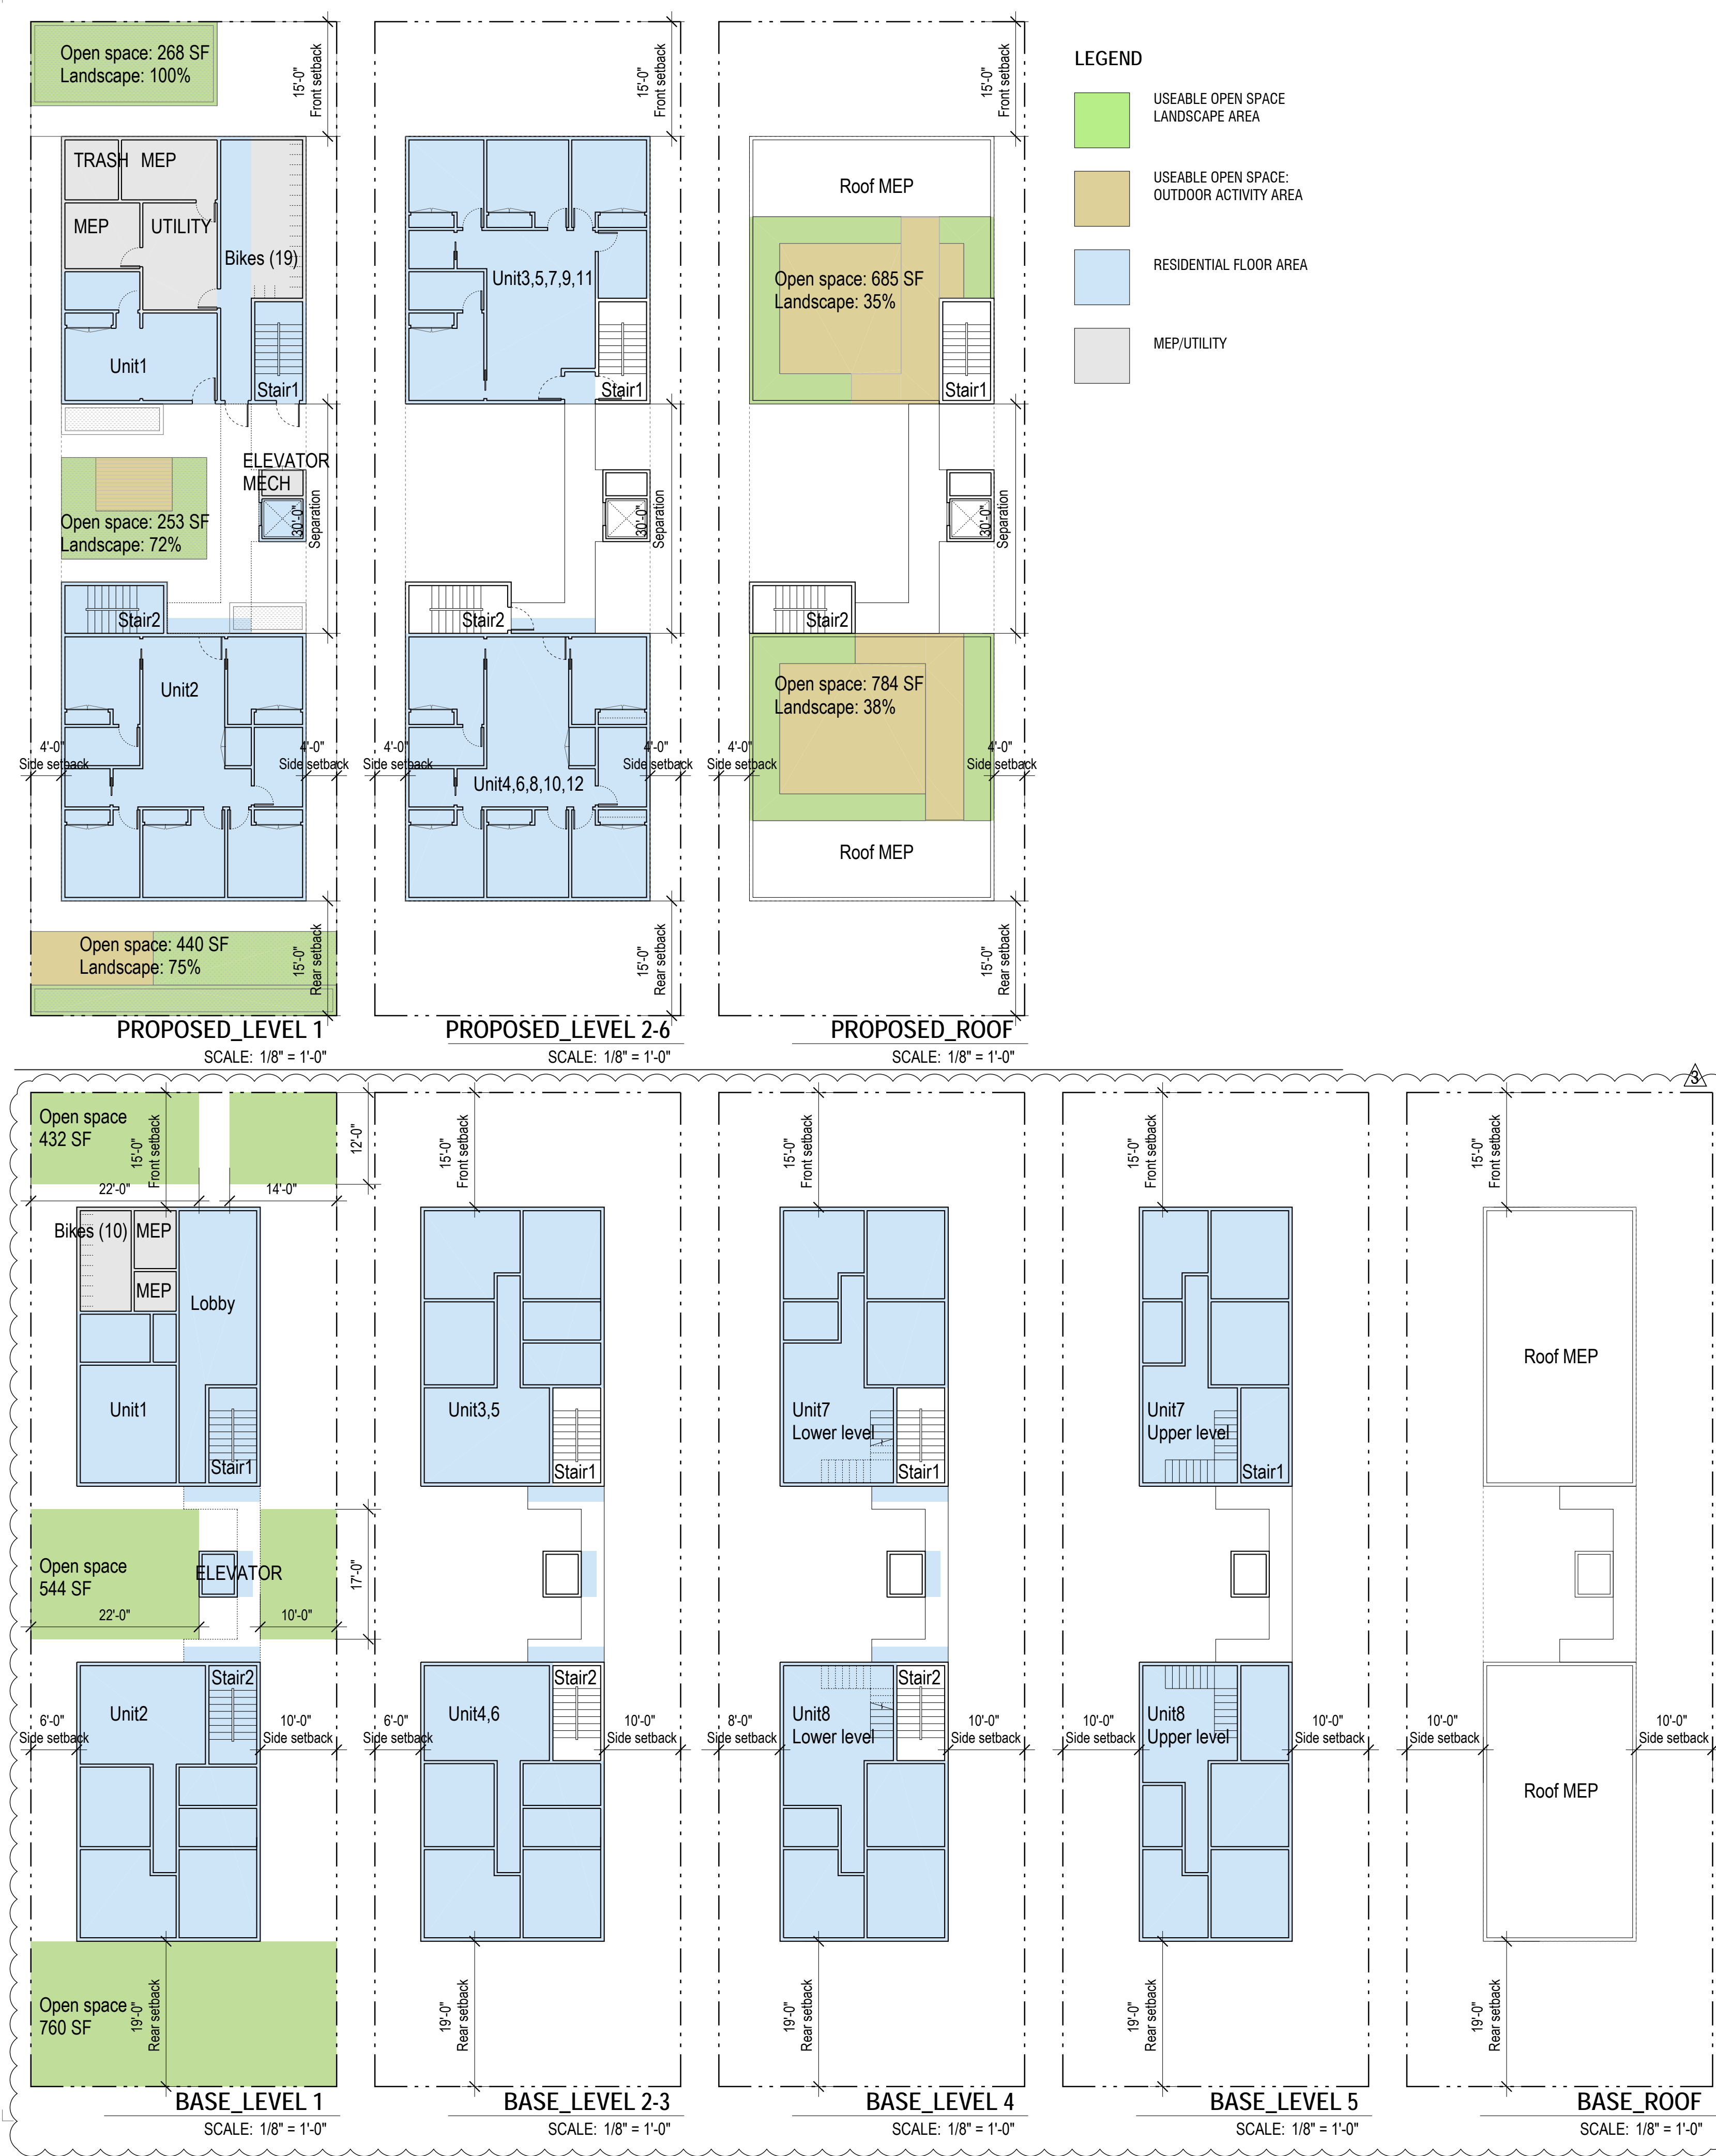 Open space: 268 SF
Landscape: 100%
15'-0"
Front setback
TRASH
MEP
MEP
UTILITY
Bikes (19)
Unit1
Stair1
ELEVATOR
MECH
30'-0"
Separation
Open space: 253 SF
Landscape: 72%
Stair2
Unit2
4'-0"
Side setback
4'-0"
Side setback
Open space: 440 SF
Landscape: 75%
15'-0"
Rear setback
PROPOSED_LEVEL 1
SCALE: 1/8" = 1'-0"
15'-0"
Front setback
Unit3,5,7,9,11
Stair1
30'-0"
Separation
Stair2
4'-0"
Side setback
4'-0"
Side setback
Unit4,6,8,10,12
15'-0"
Rear setback
PROPOSED_LEVEL 2-6
SCALE: 1/8" = 1'-0"
15'-0"
Front setback
Roof MEP
Open space: 685 SF
Landscape: 35%
Stair1
30'-0"
Separation
Stair2
Open space: 784 SF
Landscape: 38%
4'-0"
Side setback
4'-0"
Side setback
Roof MEP
15'-0"
Rear setback
PROPOSED_ROOF
SCALE: 1/8" = 1'-0"
LEGEND
USEABLE OPEN SPACE
LANDSCAPE AREA
USEABLE OPEN SPACE:
OUTDOOR ACTIVITY AREA
RESIDENTIAL FLOOR AREA
MEP/UTILITY
3
Open space
432 SF
15'-0"
Front setback
12'-0"
22'-0"
14'-0"
Bikes (10)
MEP
MEP
Lobby
Unit1
Stair1
Open space
544 SF
ELEVATOR
17'-0"
22'-0"
10'-0"
Stair2
Unit2
6'-0"
Side setback
10'-0"
Side setback
Open space
760 SF
19'-0"
Rear setback
BASE_LEVEL 1
SCALE: 1/8" = 1'-0"
15'-0"
Front setback
Unit3,5
Stair1
Stair2
Unit4,6
6'-0"
Side setback
10'-0"
Side setback
19'-0"
Rear setback
BASE_LEVEL 2-3
SCALE: 1/8" = 1'-0"
15'-0"
Front setback
Unit7
Lower level
Stair1
Unit8
Lower level
Stair2
8'-0"
Side setback
10'-0"
Side setback
19'-0"
Rear setback
BASE_LEVEL 4
SCALE: 1/8" = 1'-0"
15'-0"
Front setback
Unit7
Upper level
Stair1
Unit8
Upper level
10'-0"
Side setback
10'-0"
Side setback
19'-0"
Rear setback
BASE_LEVEL 5
SCALE: 1/8" = 1'-0"
15'-0"
Front setback
Roof MEP
10'-0"
Side setback
10'-0"
Side setback
Roof MEP
19'-0"
Rear setback
BASE_ROOF
SCALE: 1/8" = 1'-0"